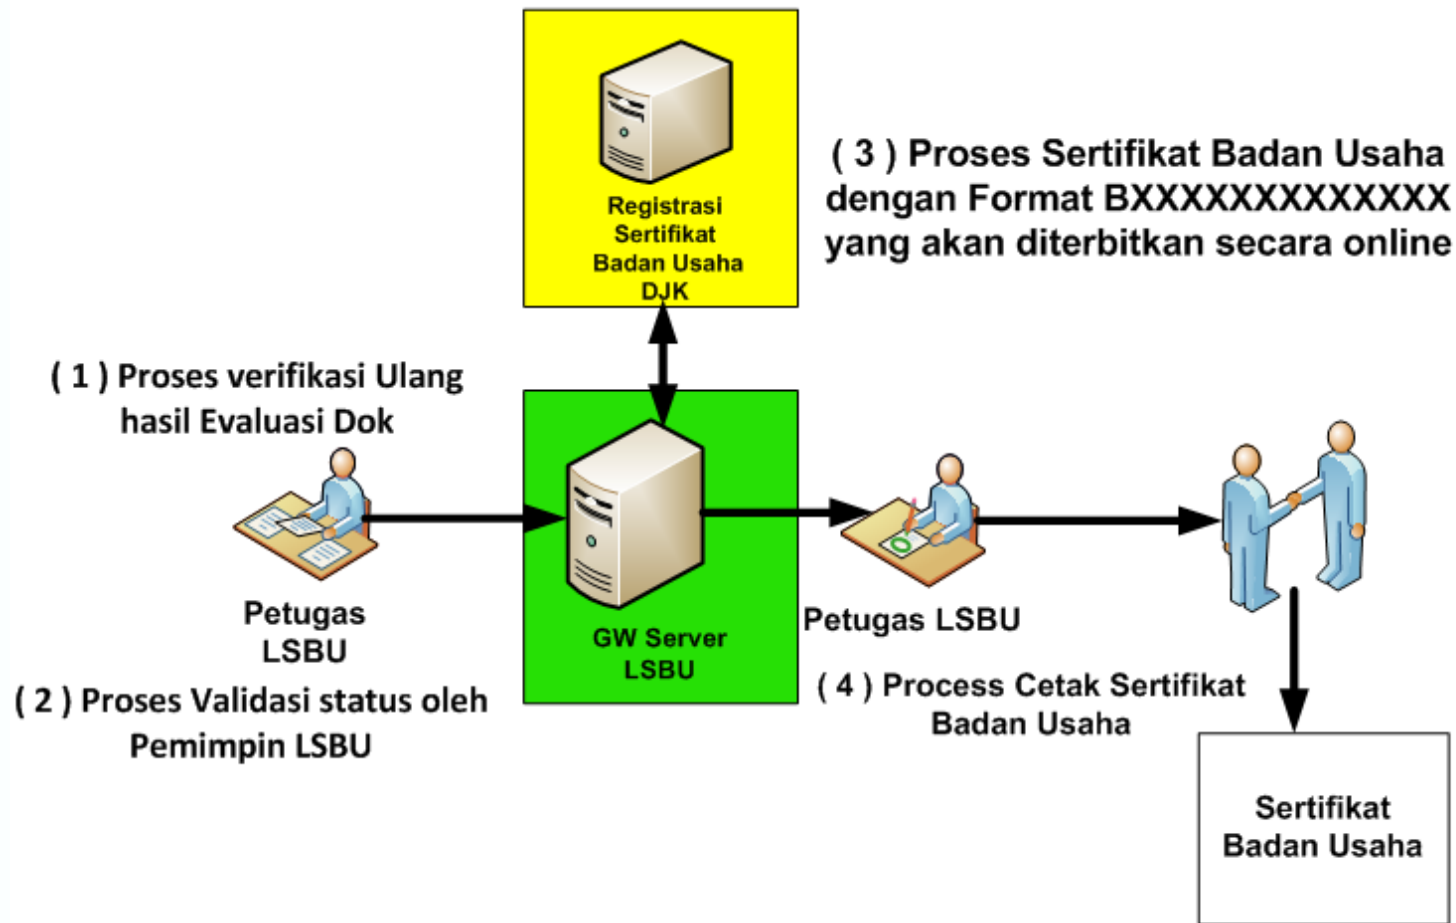 Registrasi
Sertifikat
Badan Usaha
DJK
( 3 ) Proses Sertifikat Badan Usaha
dengan Format BXXXXXXXXXXXXX
yang akan diterbitkan secara online
( 1 ) Proses verifikasi Ulang
hasil Evaluasi Dok
Petugas
LSBU
( 2 ) Proses Validasi status oleh
Pemimpin LSBU
GW Server
LSBU
Petugas LSBU
( 4 ) Process Cetak Sertifikat
Badan Usaha
Sertifikat
Badan Usaha